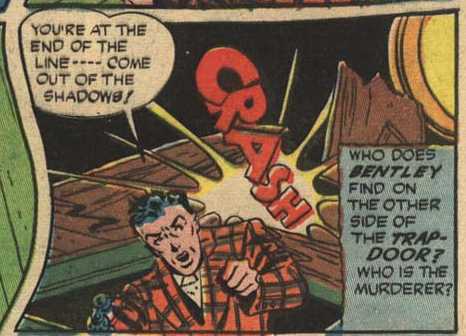 YOU'RE AT THE
END OF THE
LINE---- COME
OUT OF THE
SHADOWS!
CRASH
WHO DOES
BENTLEY
FIND ON
THE OTHER
SIDE OF
THE TRAP-
DOOR?
WHO IS THE
MURDERER?